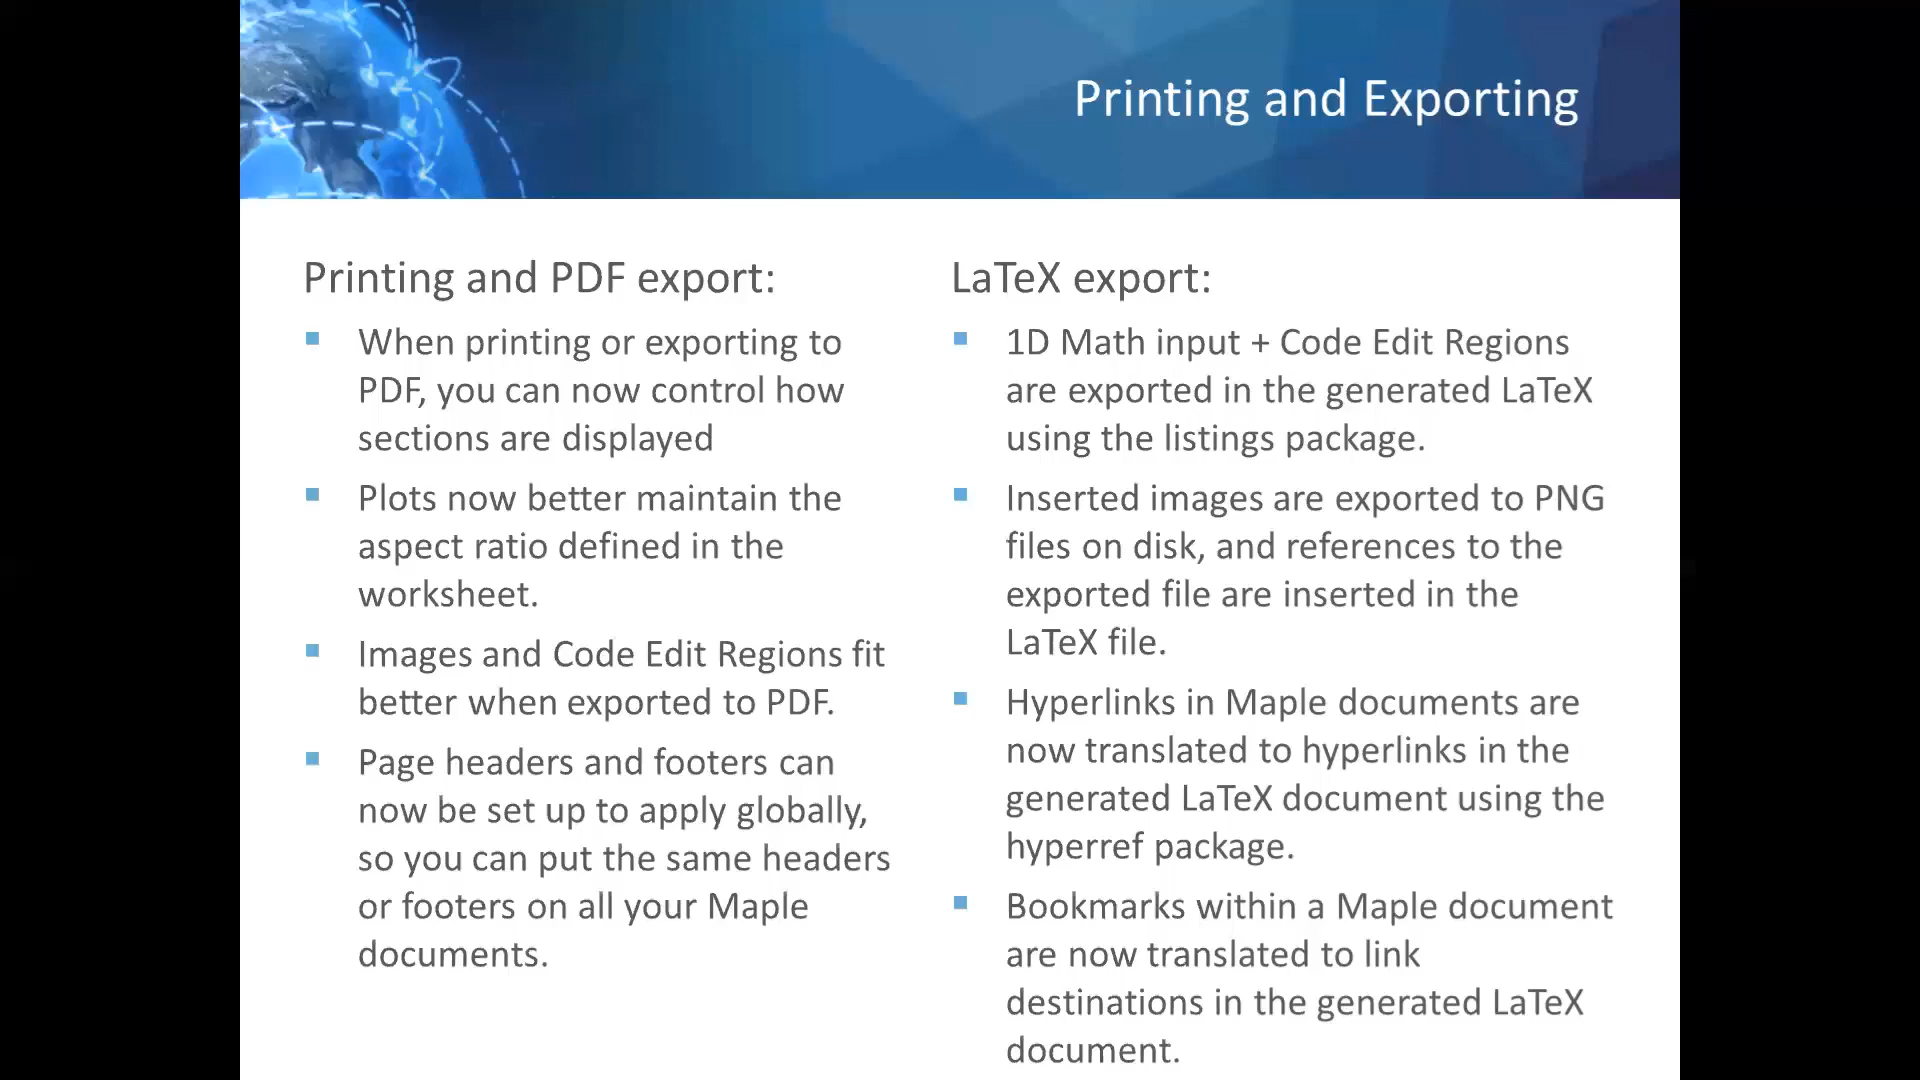 Printing and Exporting
Printing and PDF export:
When printing or exporting to
PDF, you can now control how
sections are displayed
Plots now better maintain the
aspect ratio defined in the
worksheet.
Images and Code Edit Regions fit
better when exported to PDF.
Page headers and footers can
now be set up to apply globally,
so you can put the same headers
or footers on all your Maple
documents.
LaTeX export:
1D Math input + Code Edit Regions
are exported in the generated LaTeX
using the listings package.
Inserted images are exported to PNG
files on disk, and references to the
exported file are inserted in the
LaTeX file.
Hyperlinks in Maple documents are
now translated to hyperlinks in the
generated LaTeX document using the
hyperref package.
Bookmarks within a Maple document
are now translated to link
destinations in the generated LaTeX
document.